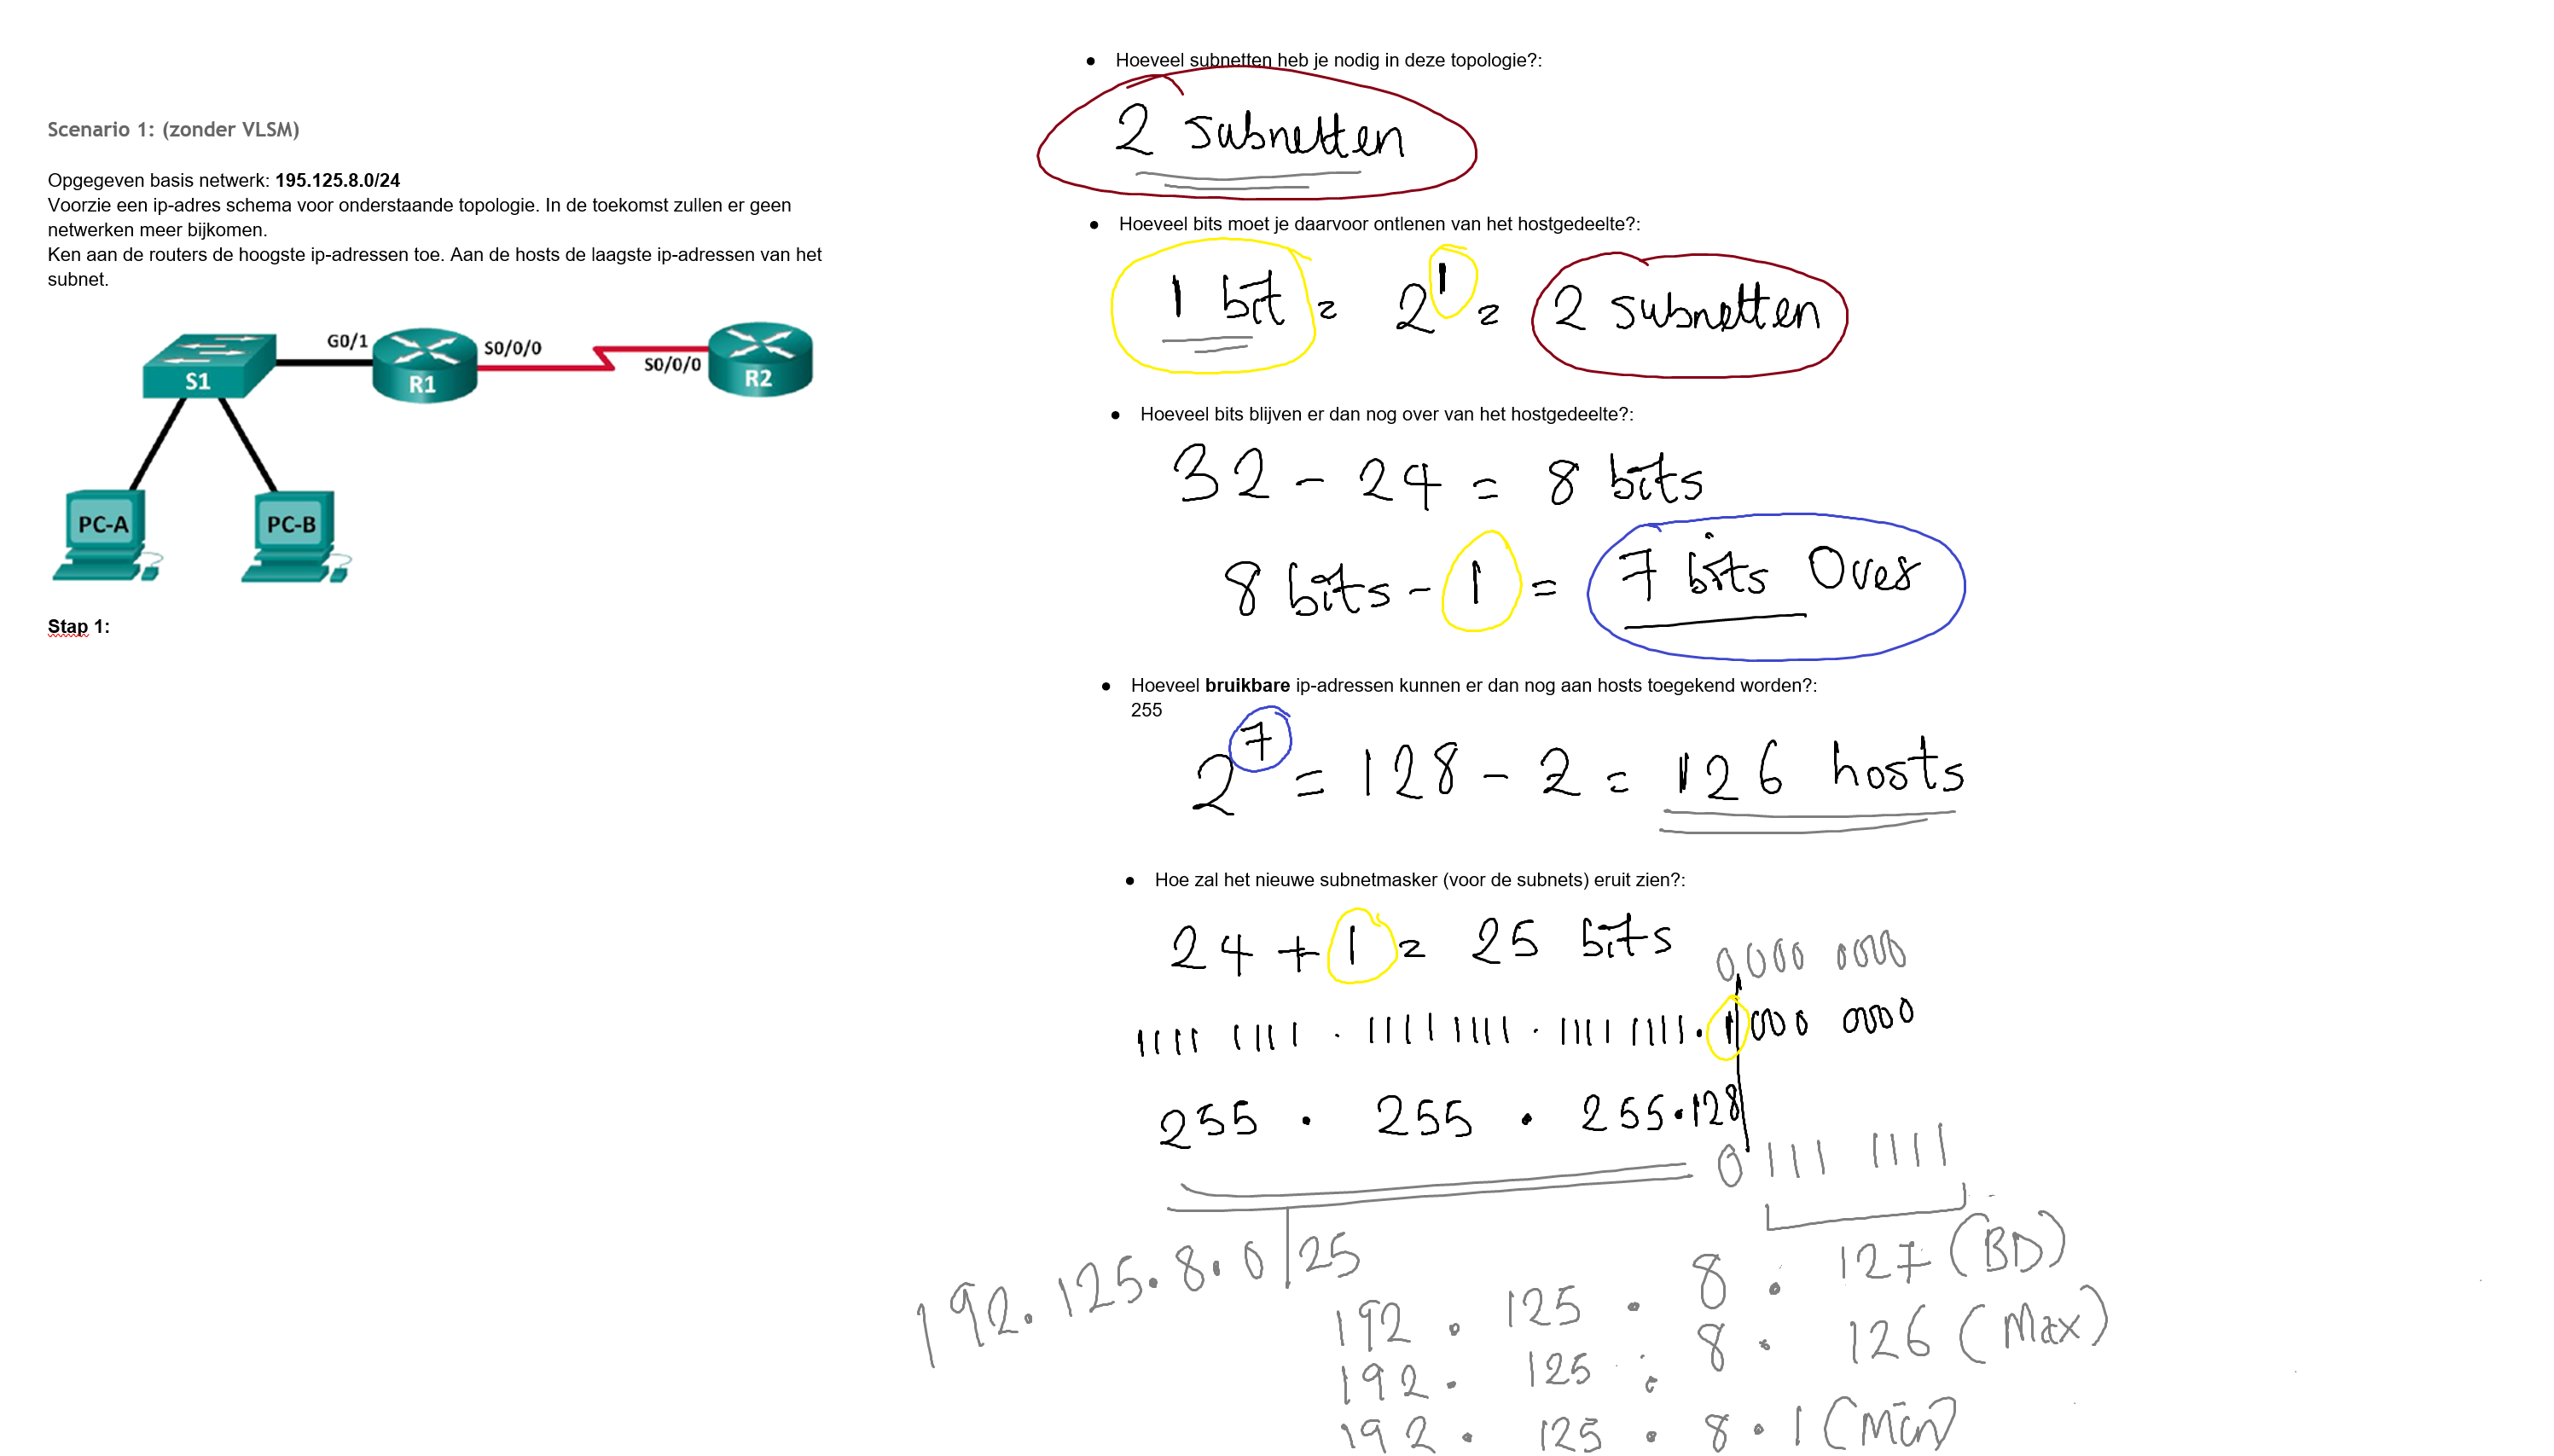 Scenario 1: (zonder VLSM)
Opgegeven basis netwerk: 195.125.8.0/24
Voorzie een ip-adres schema voor onderstaande topologie. In de toekomst zullen er geen
netwerken meer bijkomen.
Ken aan de routers de hoogste ip-adressen toe. Aan de hosts de laagste ip-adressen van het
subnet.
G0/1
S0/0/0
S0/0/0
S1
R1
R2
PC-A
PC-B
Stap 1:
● Hoeveel subnetten heb je nodig in deze topologie?:
2 subnetten
● Hoeveel bits moet je daarvoor ontlenen van het hostgedeelte?:
1 bit = 2^1 = 2 subnetten
● Hoeveel bits blijven er dan nog over van het hostgedeelte?:
32 - 24 = 8 bits
8 bits - 1 = 7 bits Over
● Hoeveel bruikbare ip-adressen kunnen er dan nog aan hosts toegekend worden?:
255
2^7 = 128 - 2 = 126 hosts
● Hoe zal het nieuwe subnetmasker (voor de subnets) eruit zien?:
24 + 1 = 25 bits
0000 0000
1111 1111 . 1111 1111 . 1111 1111 . 1000 0000
255 . 255 . 255 . 128
0111 1111
192.125.8.0/25
192 . 125 . 8 . 127 (BD)
192 . 125 . 8 . 126 (Max)
192 . 125 . 8 . 1 (Min)